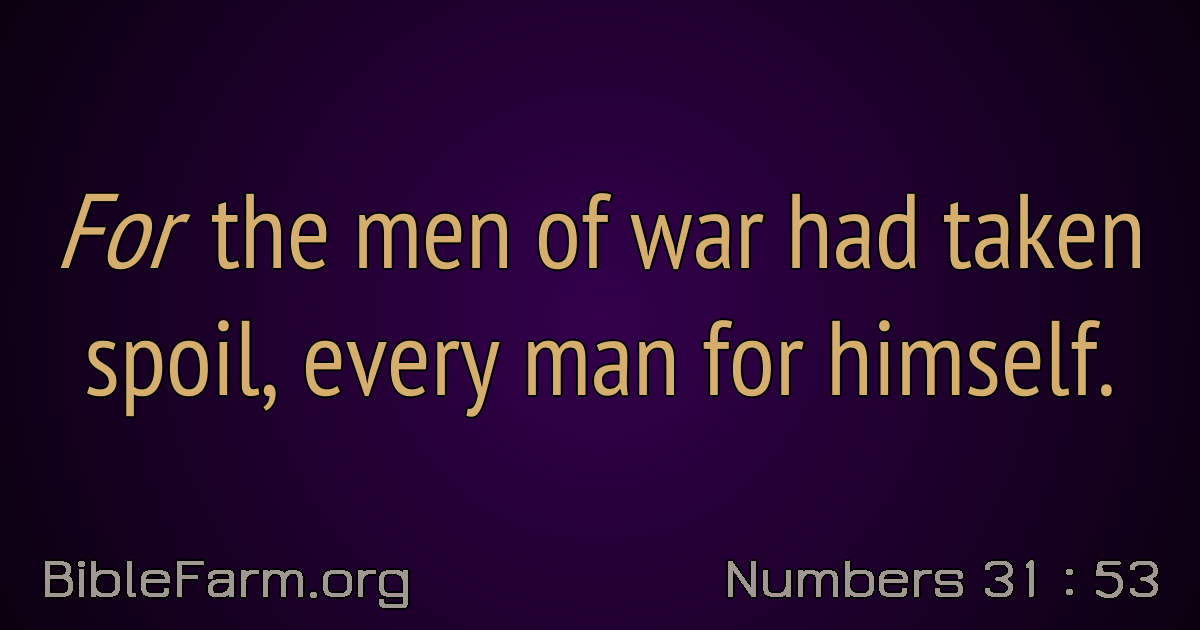 For the men of war had taken
spoil, every man for himself.
BibleFarm.org
Numbers 31 : 53